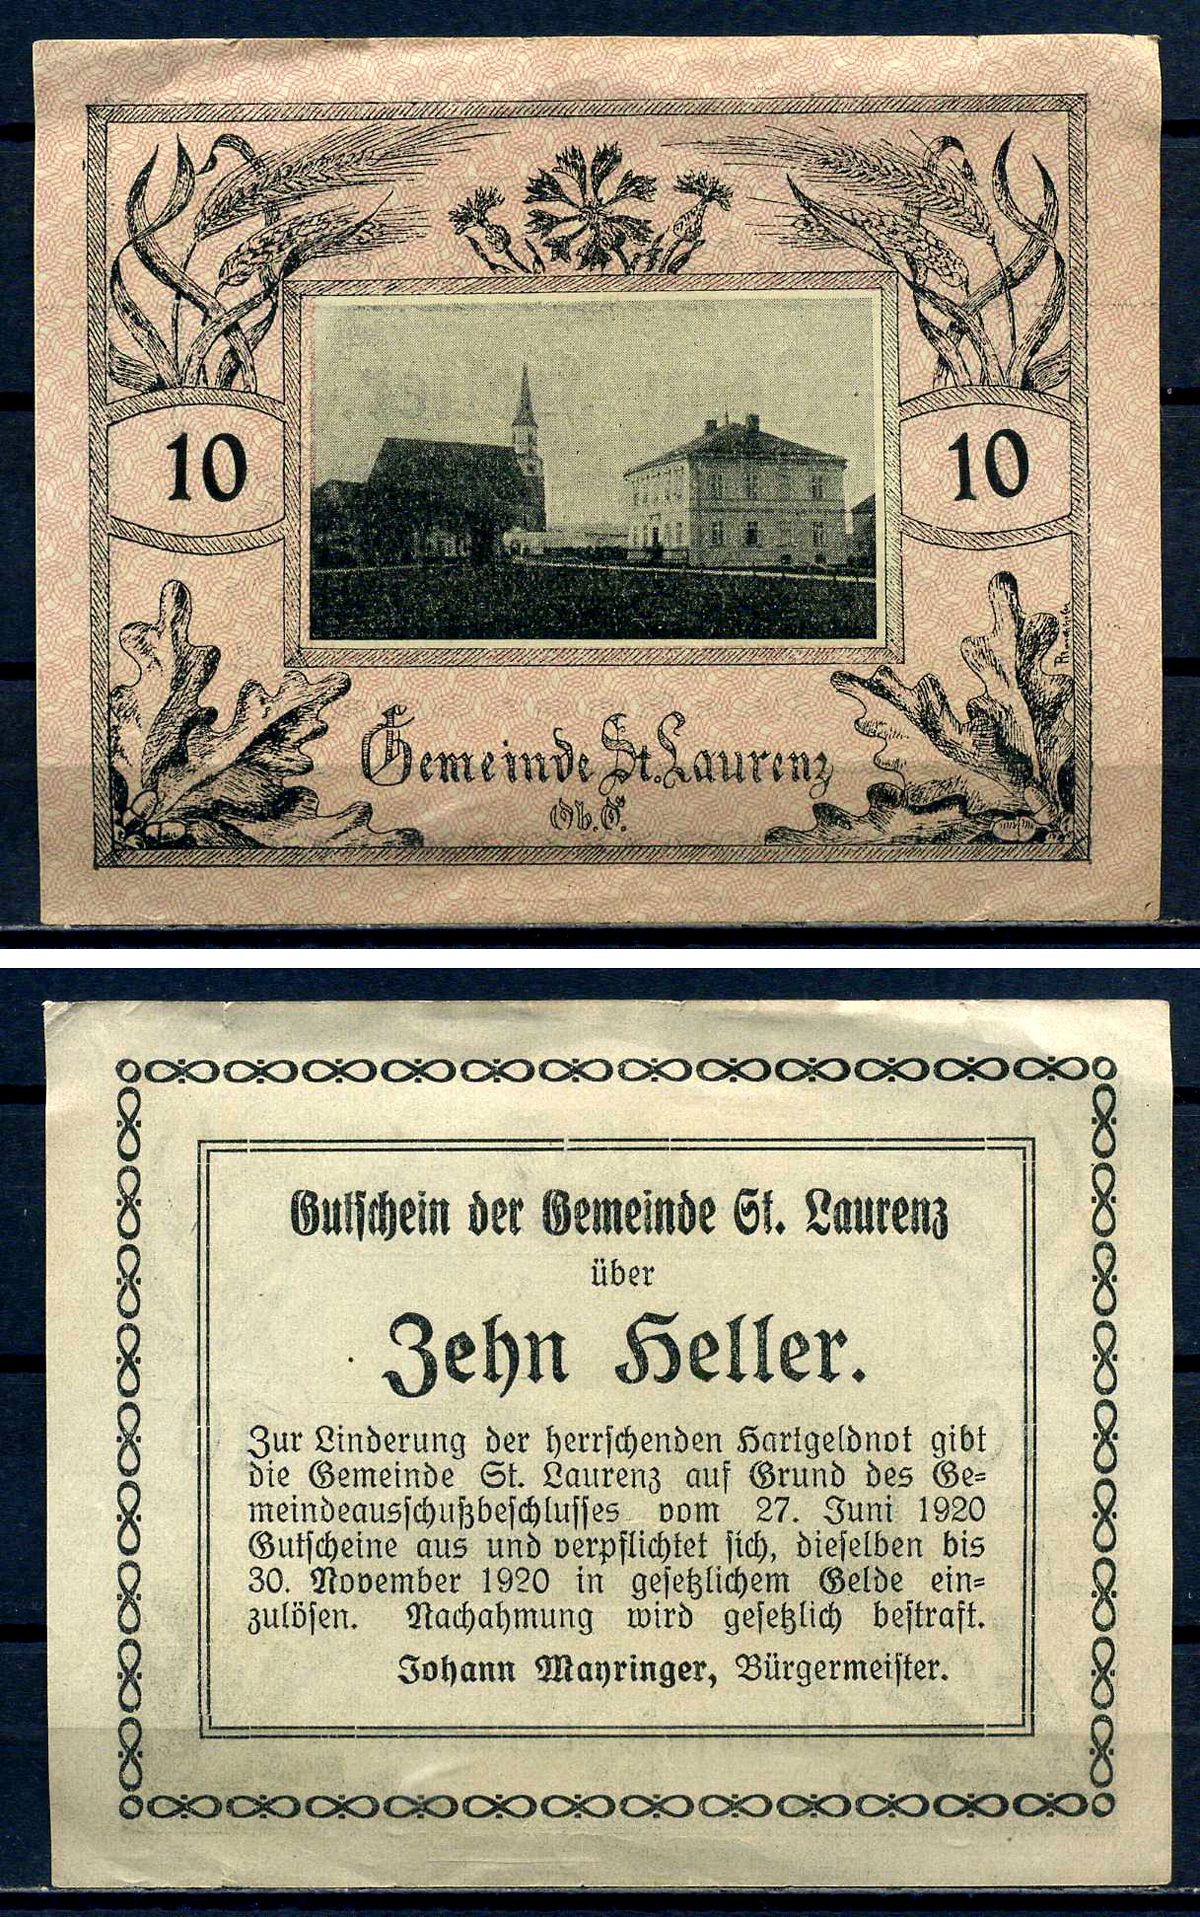 10
10
Gemeinde St. Laurenz
Ob. Ö.
Gutschein der Gemeinde St. Laurenz
über
Zehn Heller.
Zur Linderung der herrschenden Hartgeldnot gibt
die Gemeinde St. Laurenz auf Grund des Ge=
meindeausschußbeschlusses vom 27. Juni 1920
Gutscheine aus und verpflichtet sich, dieselben bis
30. November 1920 in gesetzlichem Gelde ein=
zulösen. Nachahmung wird gesetzlich bestraft.
Johann Mayringer, Bürgermeister.